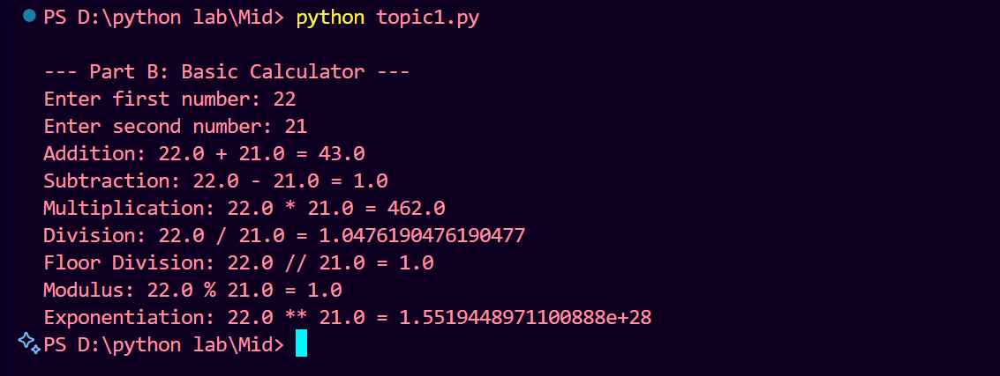 PS D:\python lab\Mid> python topic1.py
--- Part B: Basic Calculator ---
Enter first number: 22
Enter second number: 21
Addition: 22.0 + 21.0 = 43.0
Subtraction: 22.0 - 21.0 = 1.0
Multiplication: 22.0 * 21.0 = 462.0
Division: 22.0 / 21.0 = 1.0476190476190477
Floor Division: 22.0 // 21.0 = 1.0
Modulus: 22.0 % 21.0 = 1.0
Exponentiation: 22.0 ** 21.0 = 1.5519448971100888e+28
PS D:\python lab\Mid>